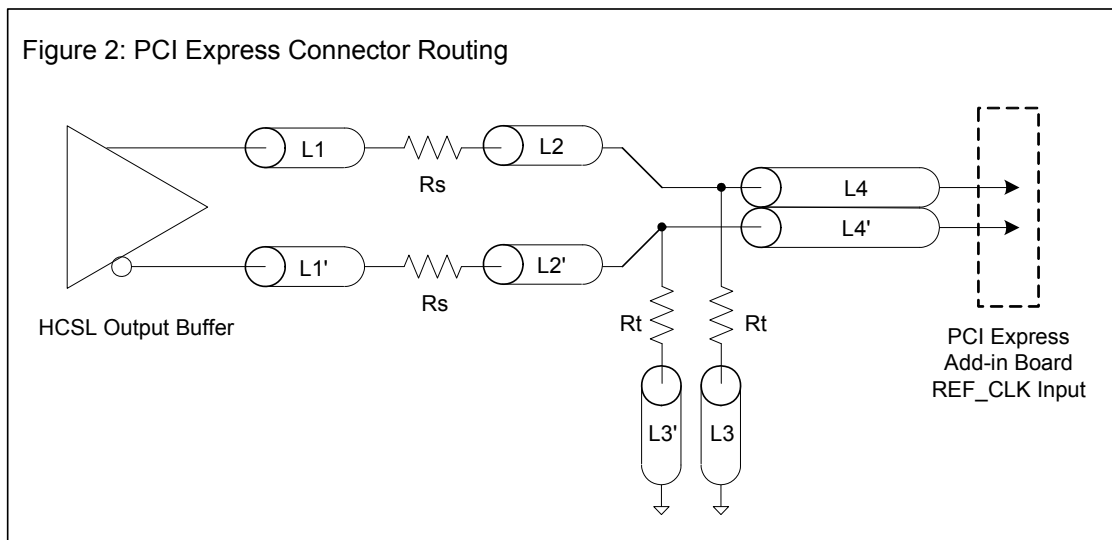 Figure 2: PCI Express Connector Routing
L1
Rs
L2
L4
L4'
L1'
Rs
L2'
HCSL Output Buffer
Rt
Rt
L3'
L3
PCI Express
Add-in Board
REF_CLK Input